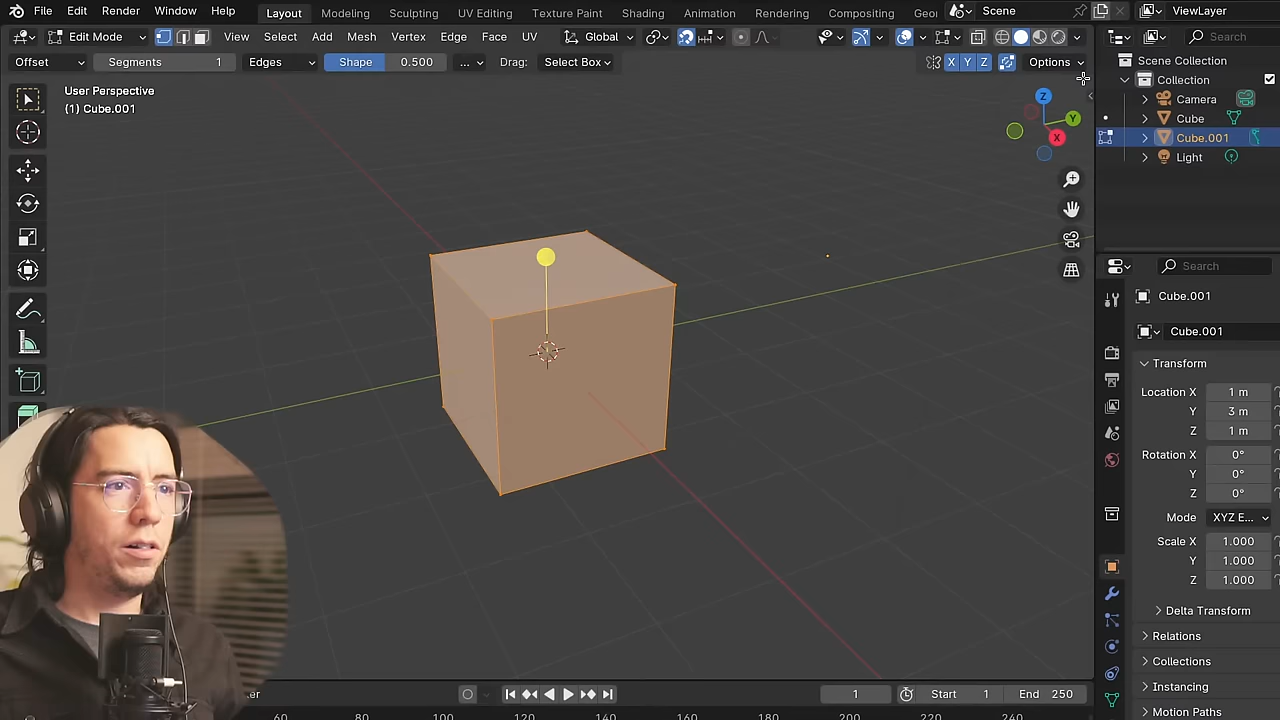 File Edit Render Window Help Layout Modeling Sculpting UV Editing Texture Paint Shading Animation Rendering Compositing Geo Scene ViewLayer
Edit Mode View Select Add Mesh Vertex Edge Face UV Global Search
Offset Segments 1 Edges Shape 0.500 ... Drag: Select Box X Y Z Options
User Perspective
(1) Cube.001
Z
Y
X
Scene Collection
Collection
Camera
Cube
Cube.001
Light
Search
Cube.001
Cube.001
Transform
Location X 1 m
Y 3 m
Z 1 m
Rotation X 0°
Y 0°
Z 0°
Mode XYZ E...
Scale X 1.000
Y 1.000
Z 1.000
Delta Transform
Relations
Collections
Instancing
Motion Paths
1 Start 1 End 250
60 80 100 120 140 160 180 200 220 240